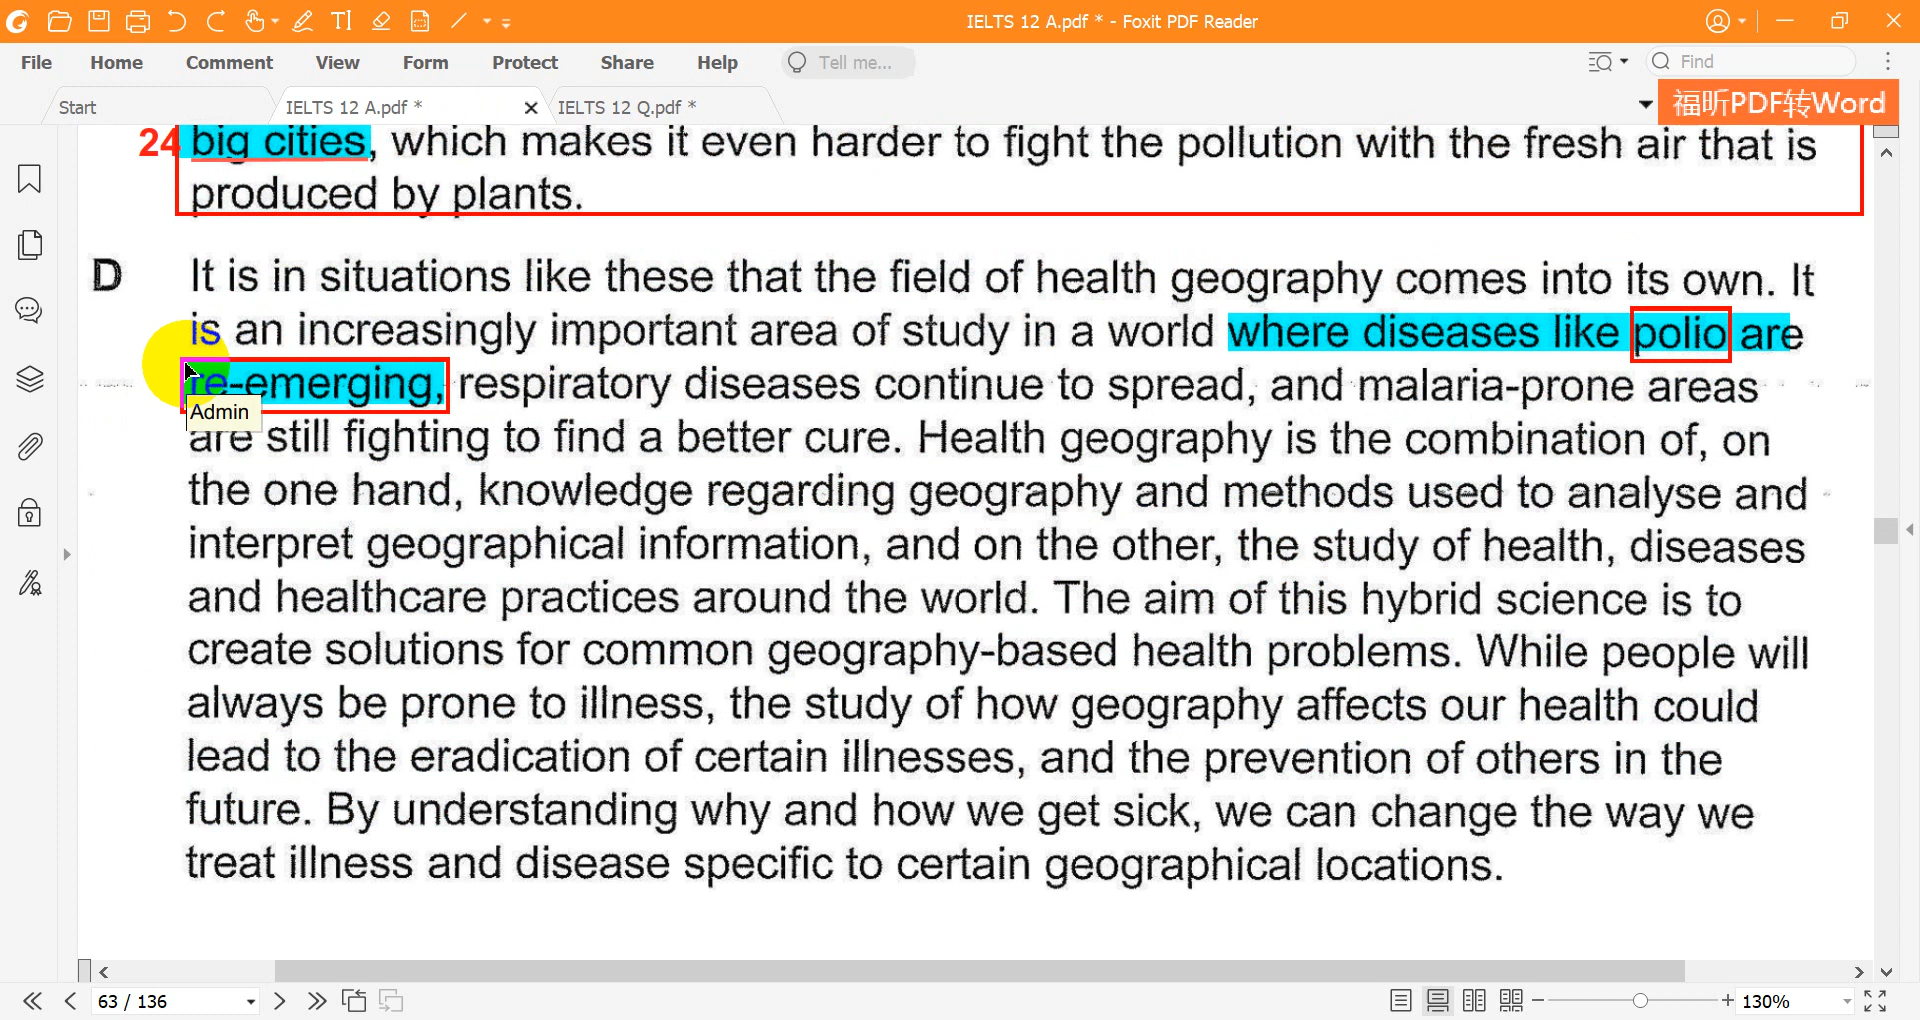 IELTS 12 A.pdf * - Foxit PDF Reader
File Home Comment View Form Protect Share Help Tell me... Find
Start IELTS 12 A.pdf * IELTS 12 Q.pdf * 福昕PDF转Word
24 big cities, which makes it even harder to fight the pollution with the fresh air that is
produced by plants.
D It is in situations like these that the field of health geography comes into its own. It
is an increasingly important area of study in a world where diseases like polio are
re-emerging, respiratory diseases continue to spread, and malaria-prone areas
Admin
are still fighting to find a better cure. Health geography is the combination of, on
the one hand, knowledge regarding geography and methods used to analyse and
interpret geographical information, and on the other, the study of health, diseases
and healthcare practices around the world. The aim of this hybrid science is to
create solutions for common geography-based health problems. While people will
always be prone to illness, the study of how geography affects our health could
lead to the eradication of certain illnesses, and the prevention of others in the
future. By understanding why and how we get sick, we can change the way we
treat illness and disease specific to certain geographical locations.
63 / 136 130%